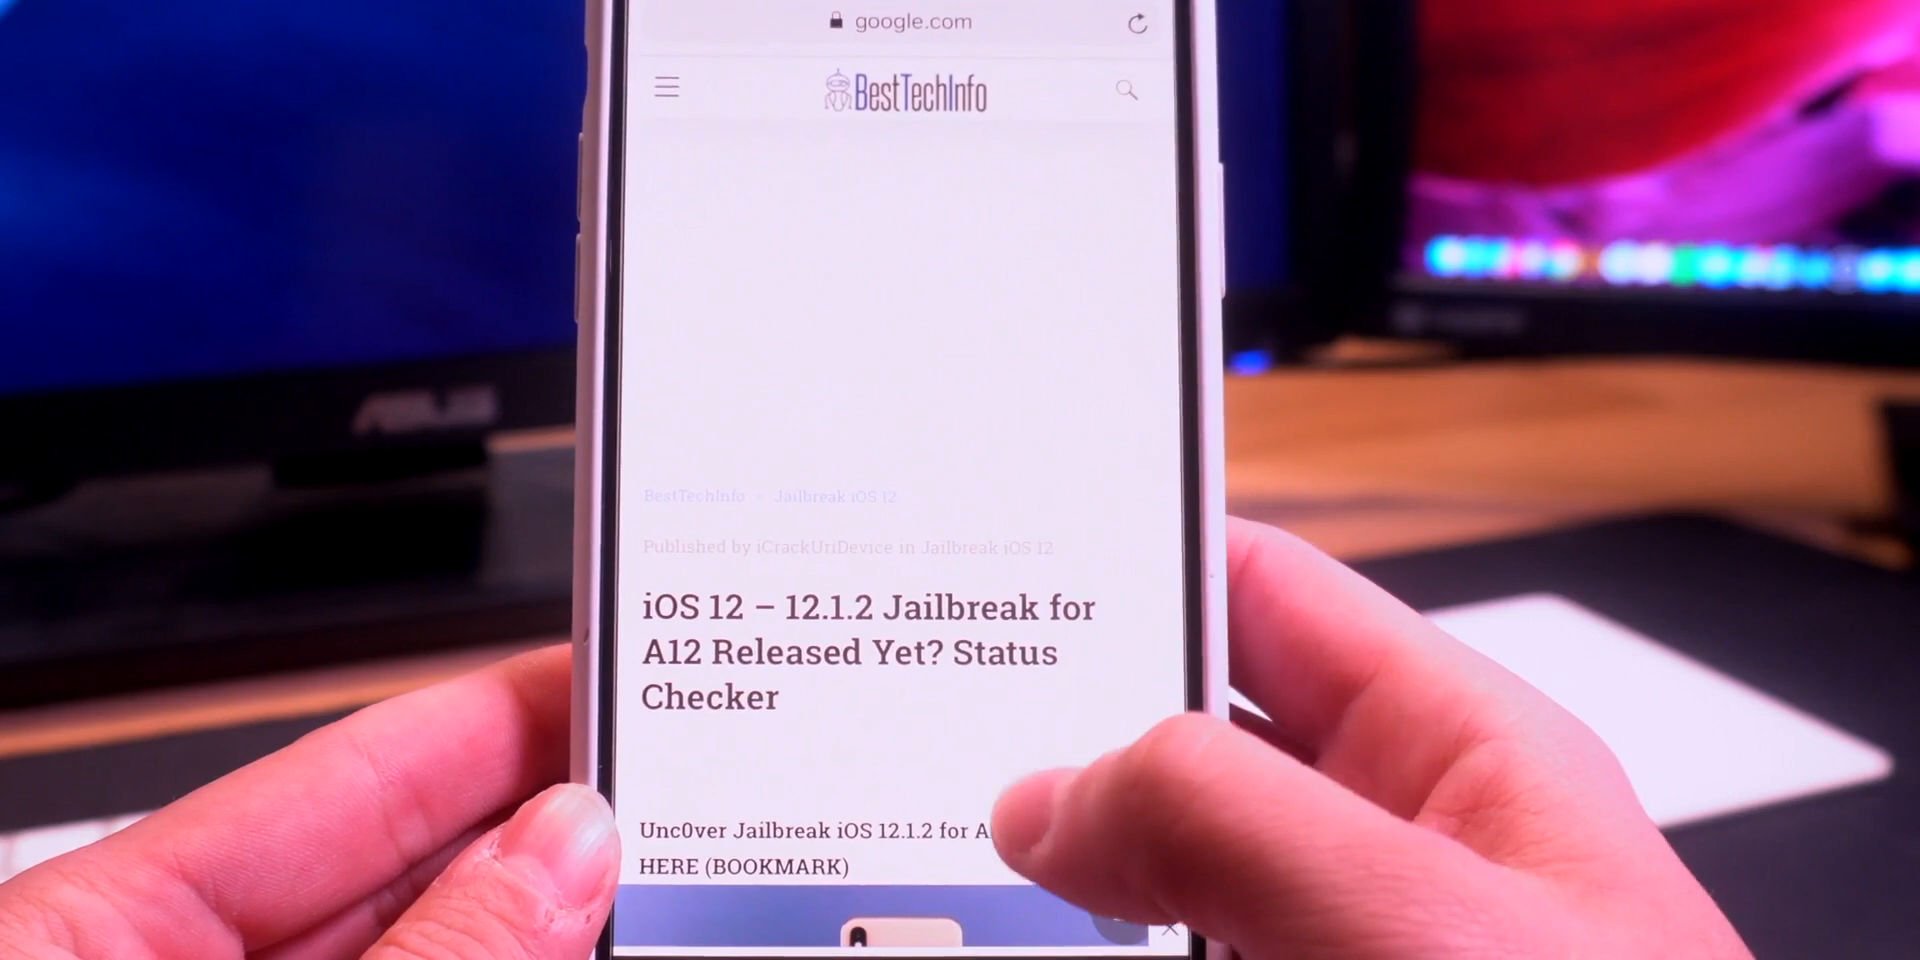 google.com
BestTechInfo
ASUS
BestTechInfo » Jailbreak iOS 12
Published by iCrackUriDevice in Jailbreak iOS 12
iOS 12 – 12.1.2 Jailbreak for
A12 Released Yet? Status
Checker
Unc0ver Jailbreak iOS 12.1.2 for
HERE (BOOKMARK)